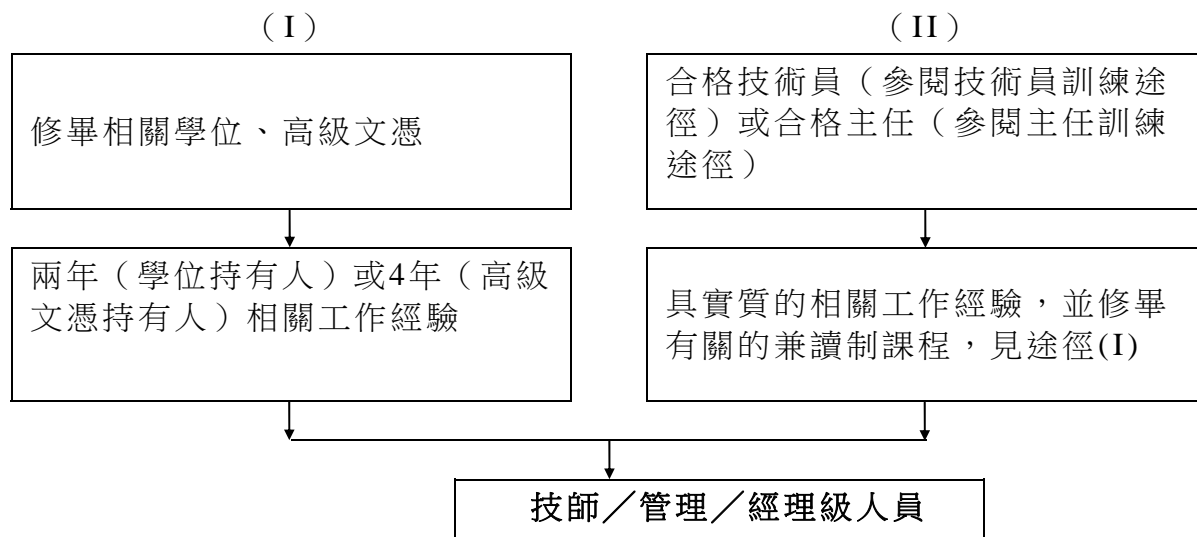 （I）
修畢相關學位、高級文憑
兩年（學位持有人）或4年（高級
文憑持有人）相關工作經驗
（II）
合格技術員（參閱技術員訓練途
徑）或合格主任（參閱主任訓練
途徑）
具實質的相關工作經驗，並修畢
有關的兼讀制課程，見途徑(I)
技師／管理／經理級人員